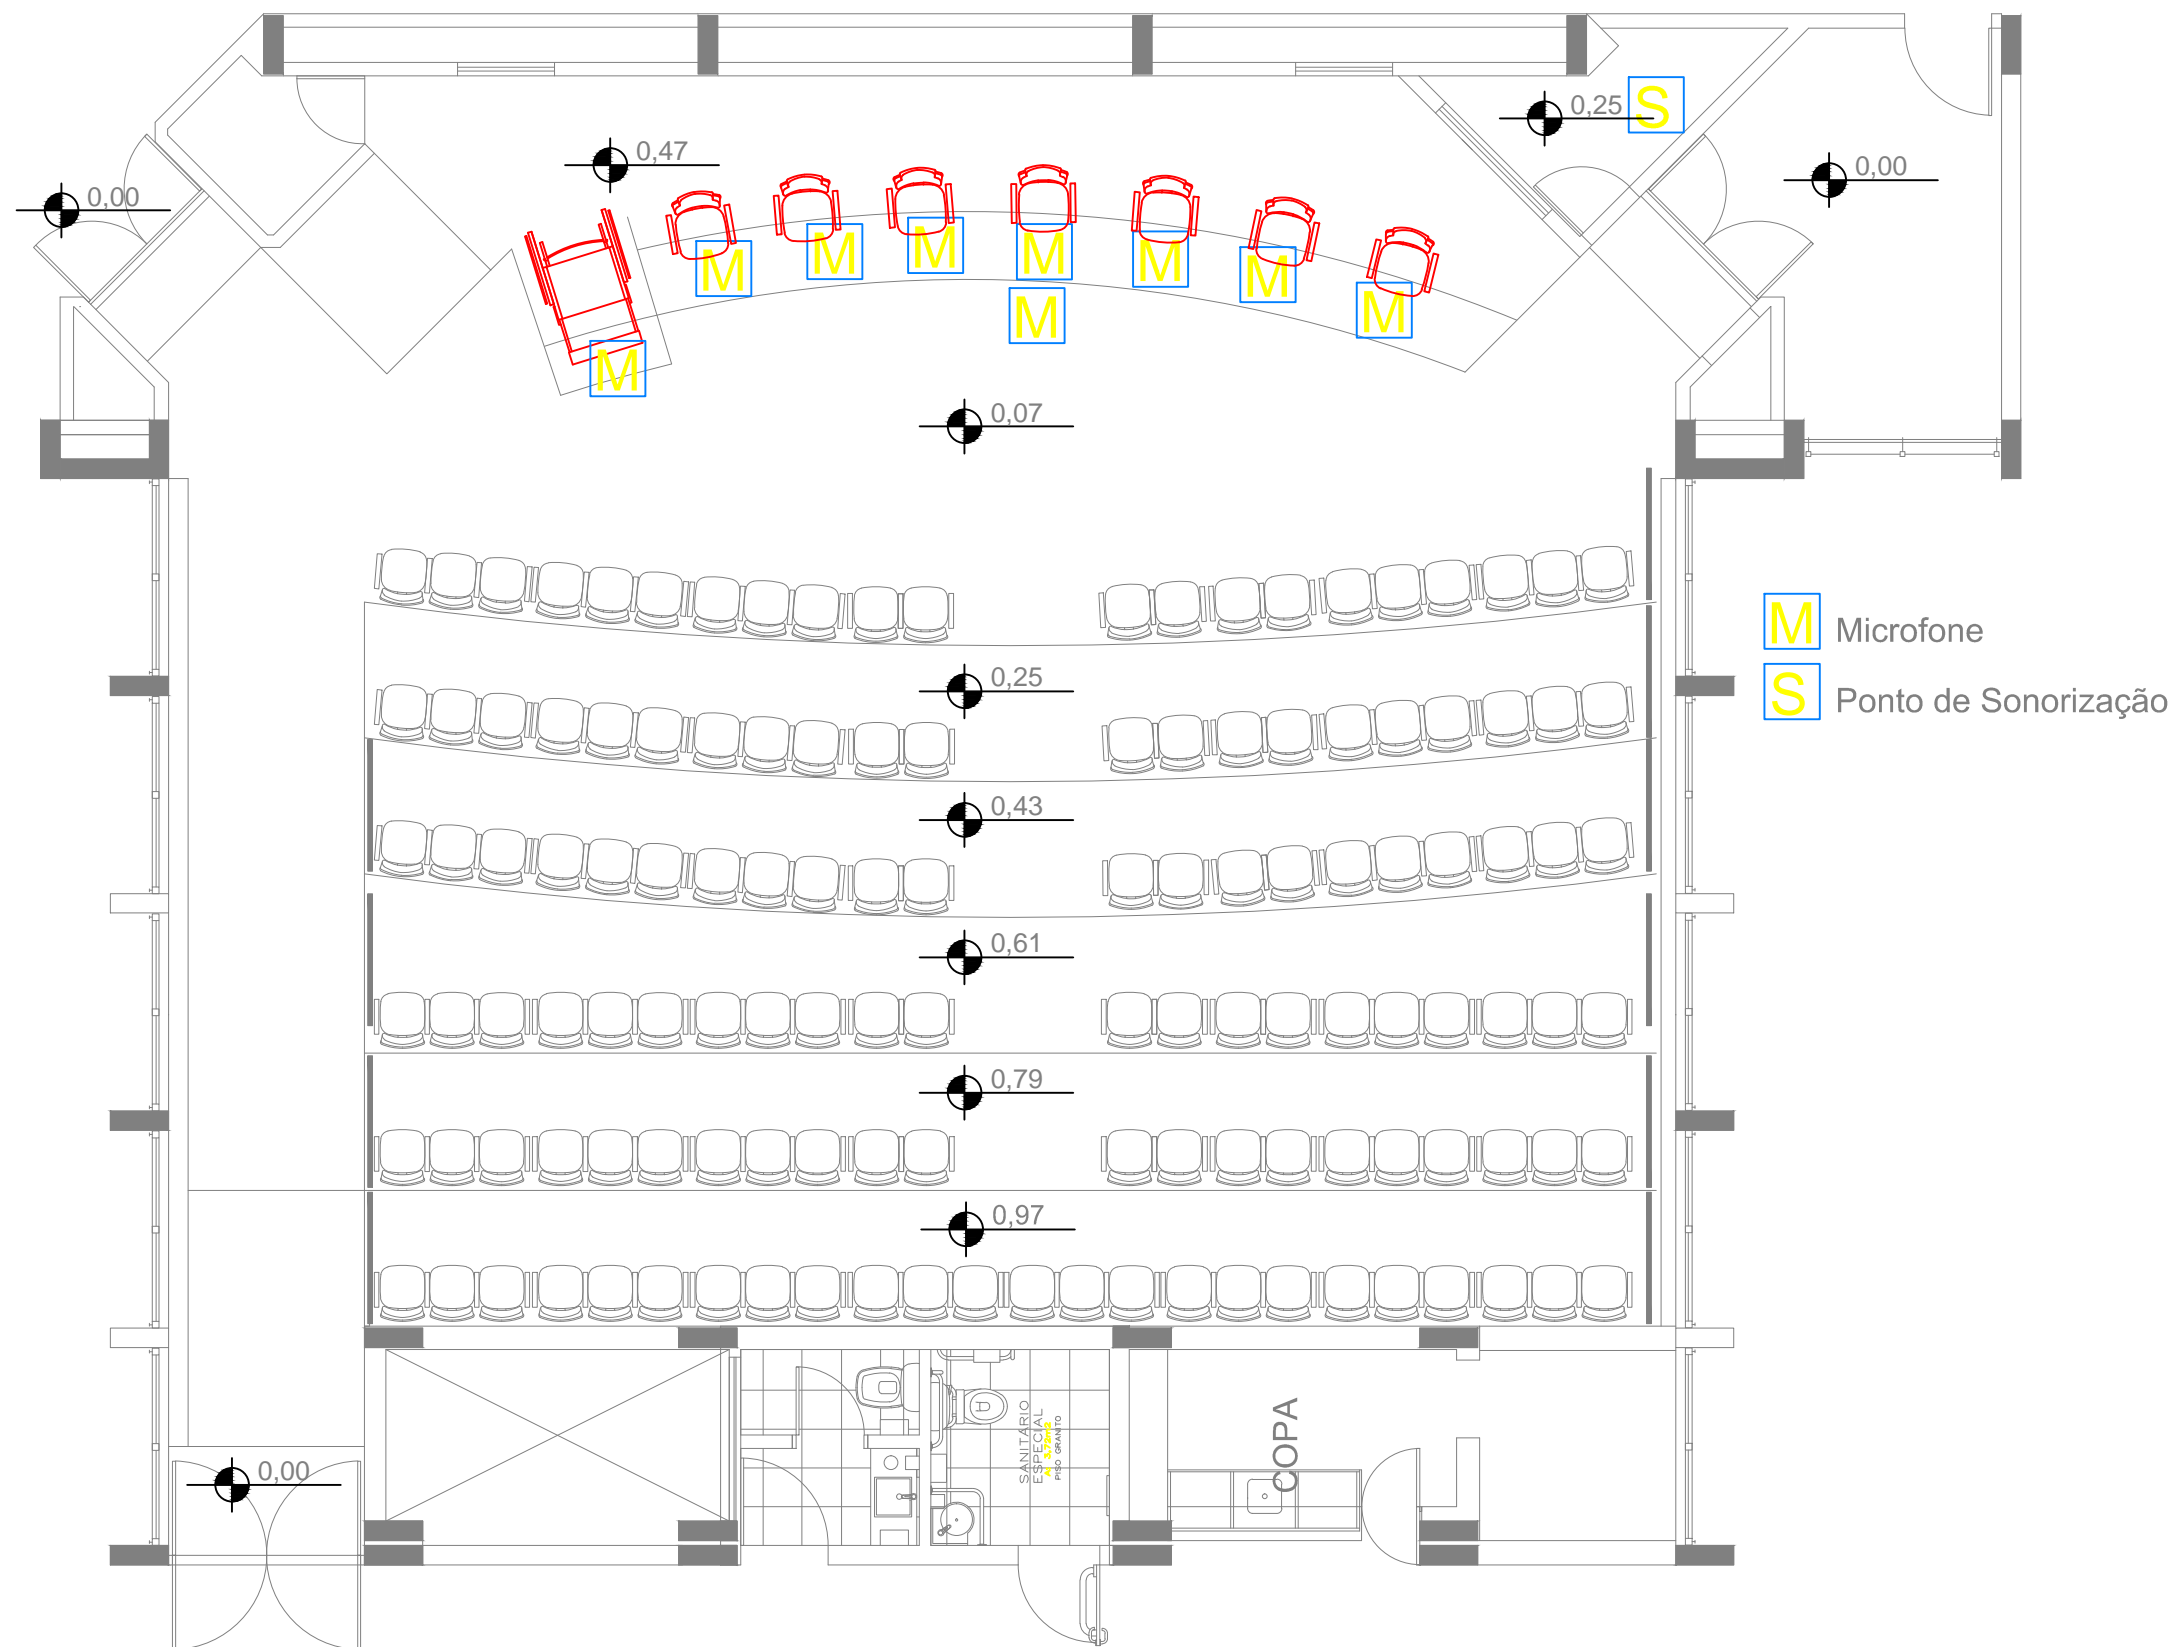 0,25
S
0,47
0,00
0,00
M
M
M
M
M
M
M
M
M
0,07
M Microfone
0,25
S Ponto de Sonorização
0,43
0,61
0,79
0,97
SANITÁRIO
ESPECIAL
PISO GRANITO
COPA
0,00